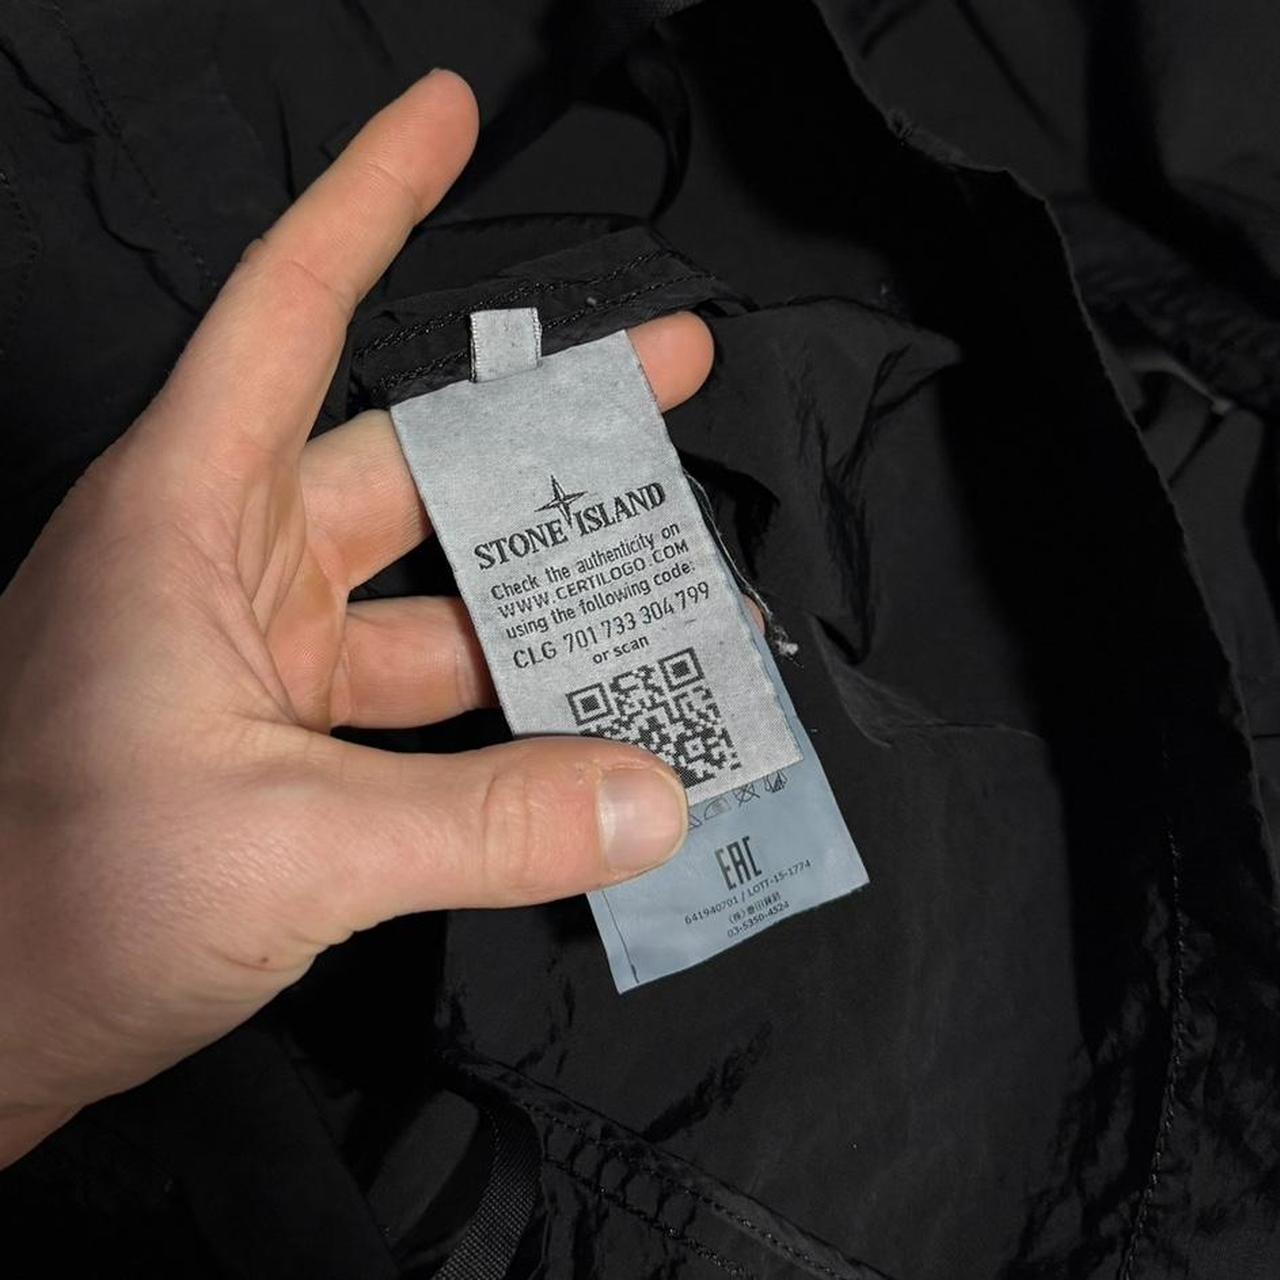 STONE ISLAND
Check the authenticity on
WWW.CERTILOGO.COM
using the following code:
CLG 701 733 304 799
or scan
EAC
641940701 / LOTT-15-1774
03-5350-4524